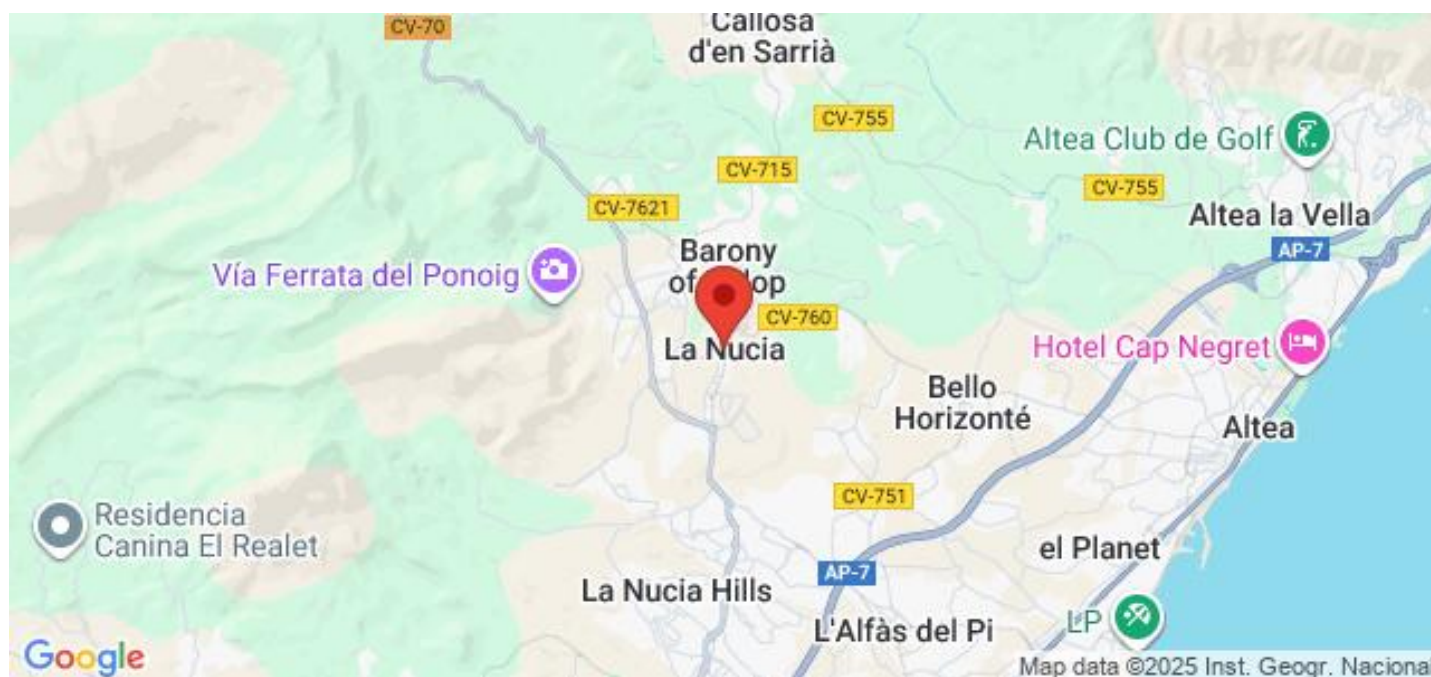 CV-70
Callosa
d'en Sarrià
CV-755
Altea Club de Golf
CV-715
CV-755
CV-7621
Altea la Vella
Barony
AP-7
Vía Ferrata del Ponoig
CV-760
La Nucia
Hotel Cap Negret
Bello
Horizonté
Altea
CV-751
Residencia
Canina El Realet
el Planet
AP-7
La Nucia Hills
LP
L'Alfàs del Pi
Google
Map data ©2025 Inst. Geogr. Nacional